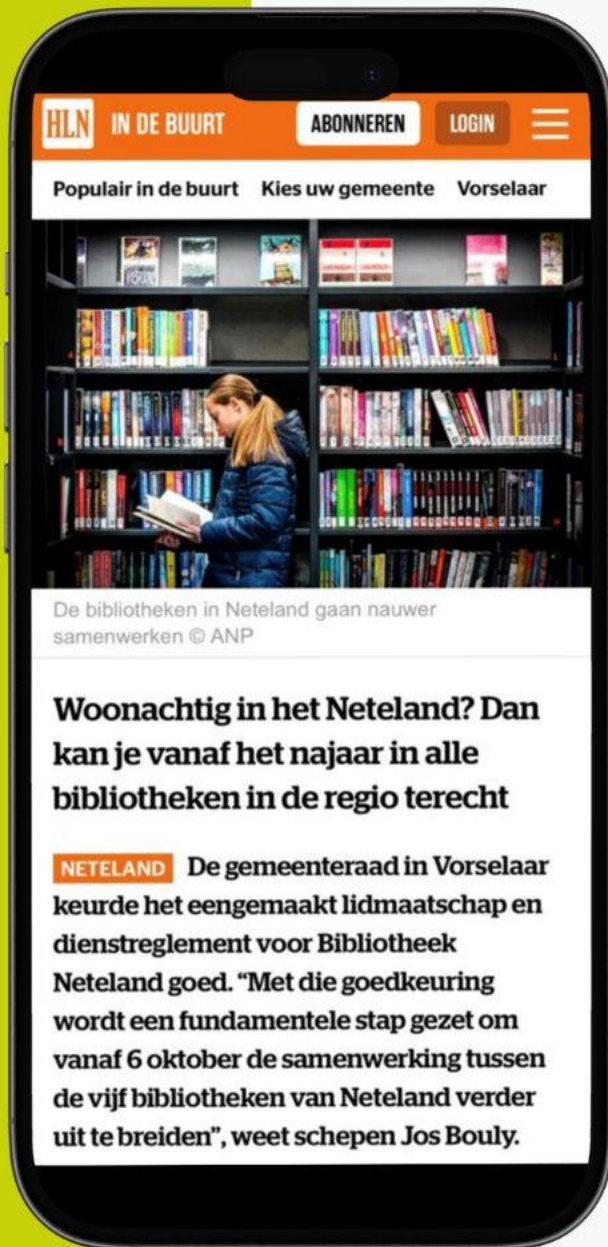 HLN IN DE BUURT ABONNEREN LOGIN
Populair in de buurt Kies uw gemeente Vorselaar
De bibliotheken in Neteland gaan nauwer
samenwerken © ANP
Woonachtig in het Neteland? Dan
kan je vanaf het najaar in alle
bibliotheken in de regio terecht
NETELAND De gemeenteraad in Vorselaar
keurde het eengemaakt lidmaatschap en
dienstreglement voor Bibliotheek
Neteland goed. “Met die goedkeuring
wordt een fundamentele stap gezet om
vanaf 6 oktober de samenwerking tussen
de vijf bibliotheken van Neteland verder
uit te breiden”, weet schepen Jos Bouly.